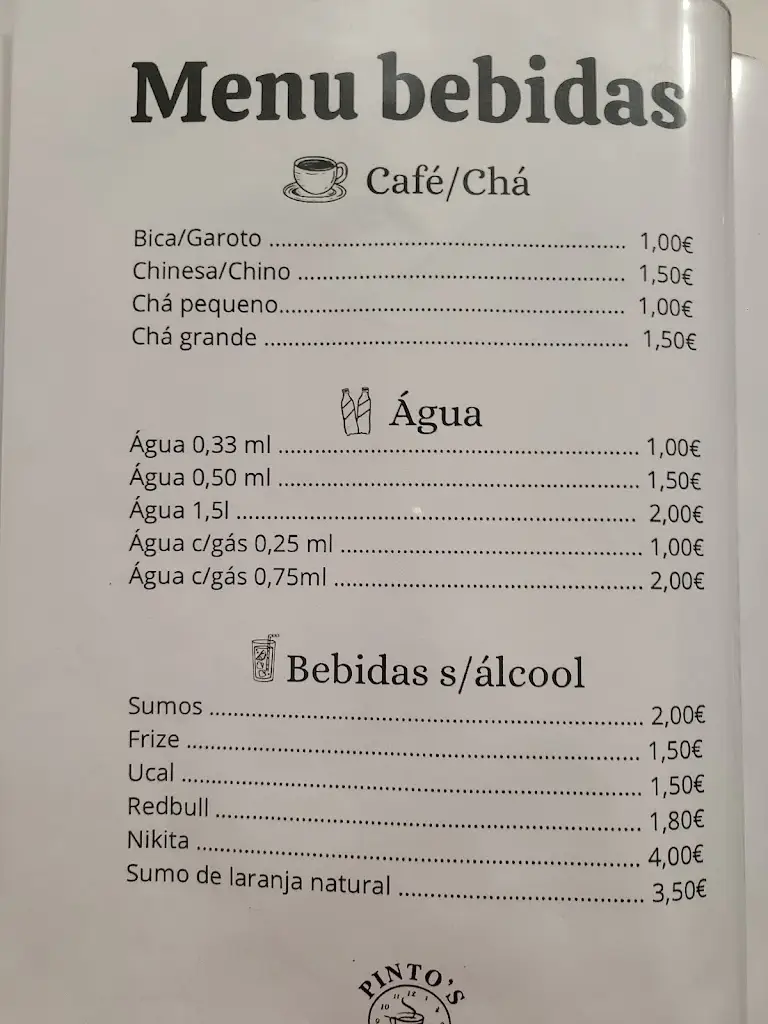 Menu bebidas
Café/Chá
Bica/Garoto ........ 1,00€
Chinesa/Chino ........ 1,50€
Chá pequeno........ 1,00€
Chá grande ........ 1,50€
Água
Água 0,33 ml ........ 1,00€
Água 0,50 ml ........ 1,50€
Água 1,5l ........ 2,00€
Água c/gás 0,25 ml ........ 1,00€
Água c/gás 0,75ml ........ 2,00€
Bebidas s/álcool
Sumos ........ 2,00€
Frize ........ 1,50€
Ucal ........ 1,50€
Redbull ........ 1,80€
Nikita ........ 4,00€
Sumo de laranja natural ........ 3,50€
PINTO'S